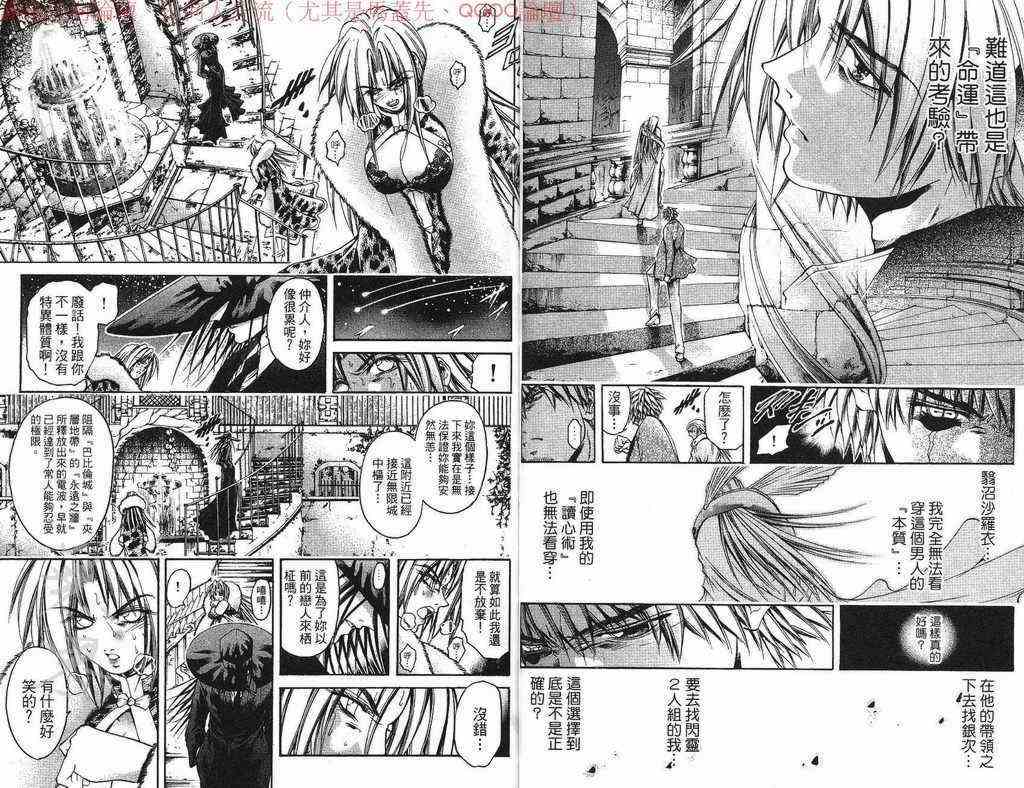 難道這也是
『命運』帶
來的考驗？
怎麼了？
！
沒事…
翳沼沙羅衣…
我完全無法看
穿這個男人的
『本質』
即使用我的
『讀心術』
也無法看穿…
這樣真的
好嗎？
在他的帶領之
下去找銀次…
要去找閃靈
2人組的我…
這個選擇到
底是不是正
確的？
呼…
呼…
仲介人，妳好
像很累呢？
！
廢話！我跟你
不一樣，沒有
特異體質啊！
！
妳這個樣子…接
下來我實在是無
法保證妳能夠安
然無恙…
這附近已經
接近無限城
中樞了…
阻隔『巴比倫城』與『夾
層地帶』的『永遠之牆』
所釋放出來的電波，早就
已經達到了常人能夠忍受
的極限。
就算如此我還
是不放棄！
呼…
呼…
這是為了妳以
前的戀人來栖
柾嗎？
沒錯…
嘻嘻…
！
有什麼好
笑的？